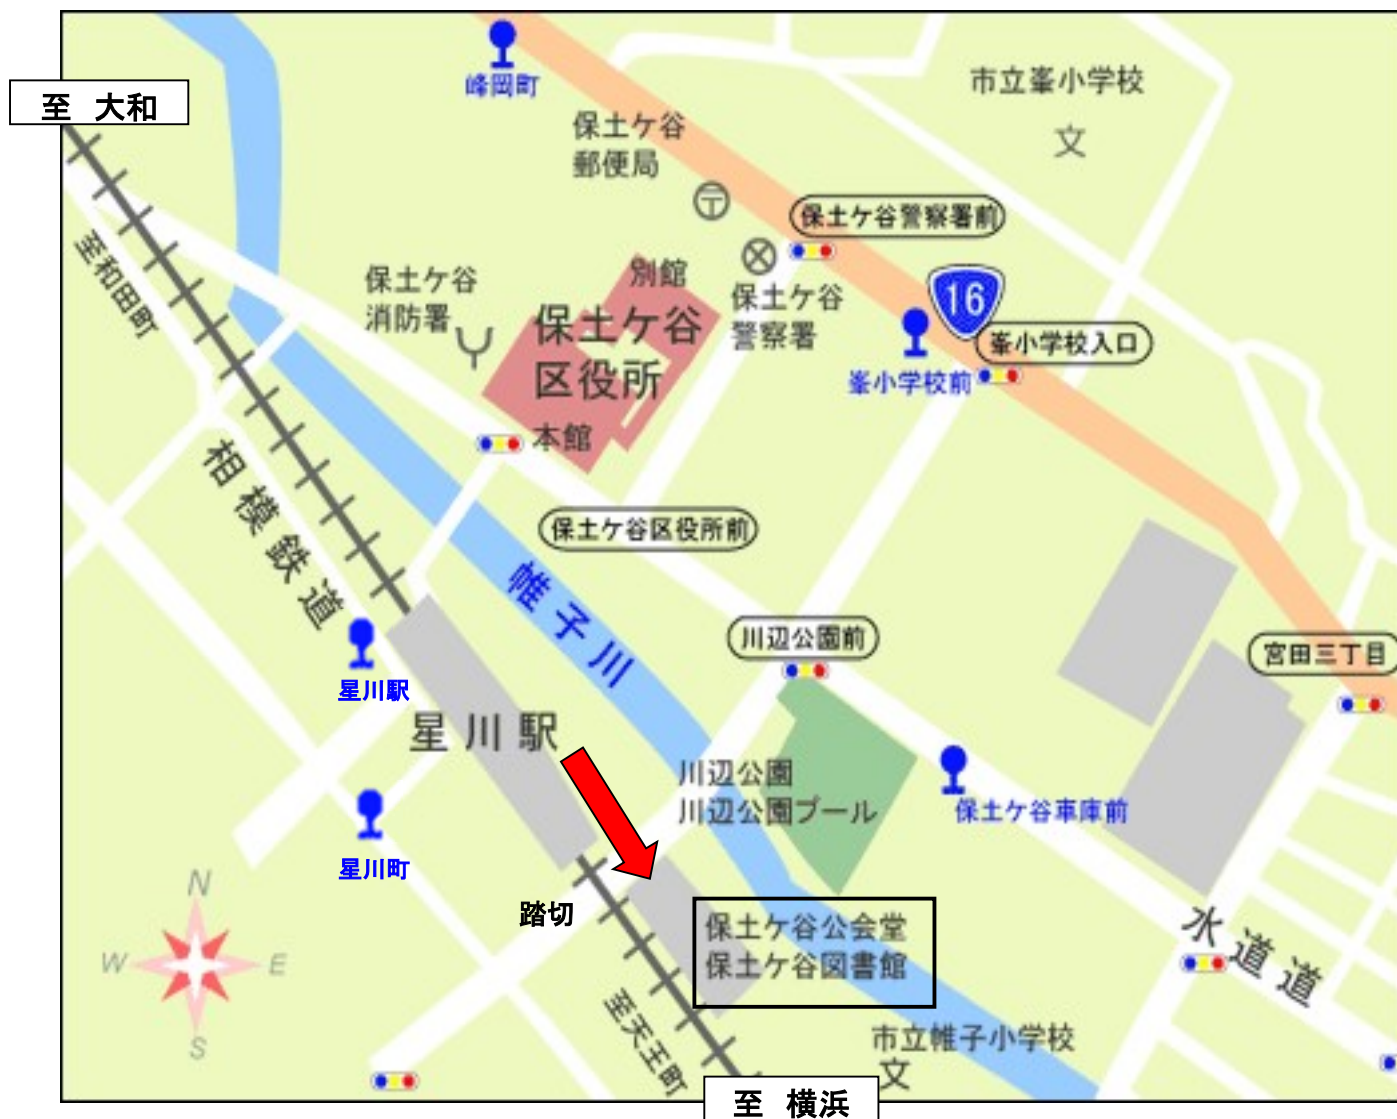 峰岡町
市立峯小学校
至 大和
保土ケ谷
郵便局
文
〒
保土ケ谷警察署前
至和田町
保土ケ谷
消防署
別館
保土ケ谷
区役所
本館
保土ケ谷
警察署
16
峯小学校入口
峯小学校前
相模鉄道
保土ケ谷区役所前
帷子川
川辺公園前
宮田三丁目
星川駅
星川駅
川辺公園
川辺公園プール
保土ケ谷車庫前
星川町
N
W
E
S
踏切
保土ケ谷公会堂
保土ケ谷図書館
水道道
至天王町
市立帷子小学校
文
至 横浜